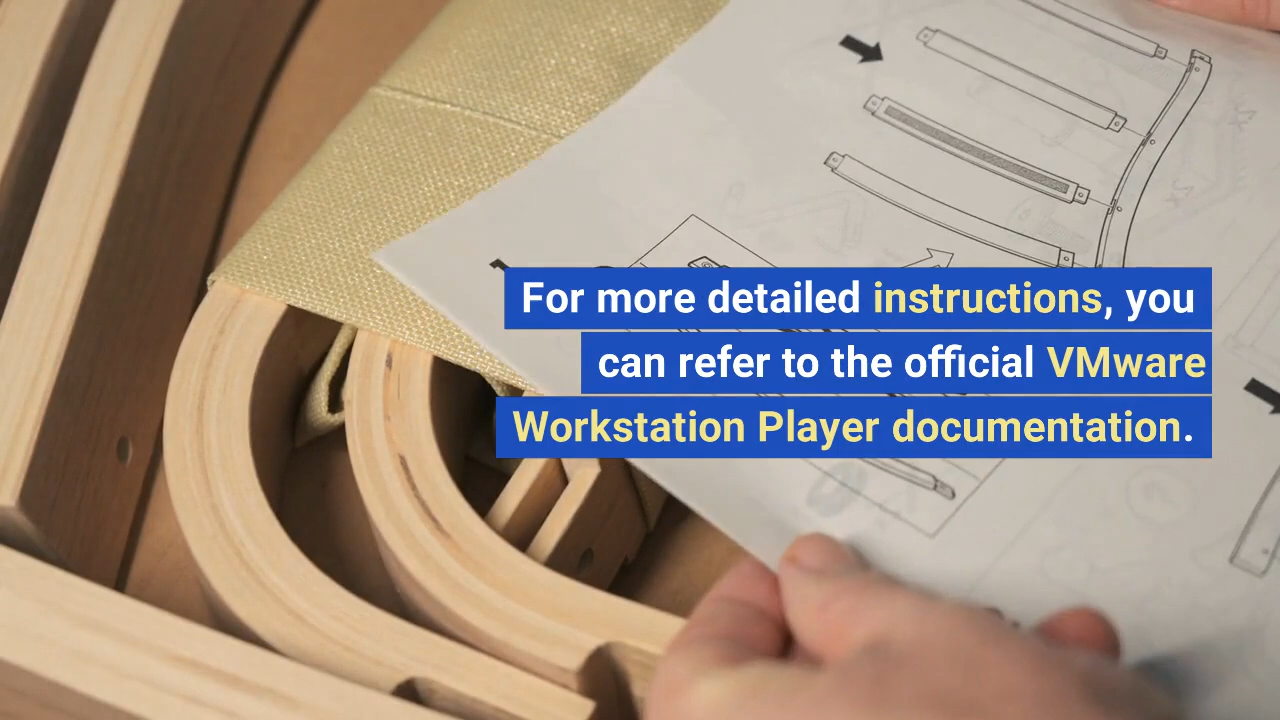 For more detailed instructions, you
can refer to the official VMware
Workstation Player documentation.